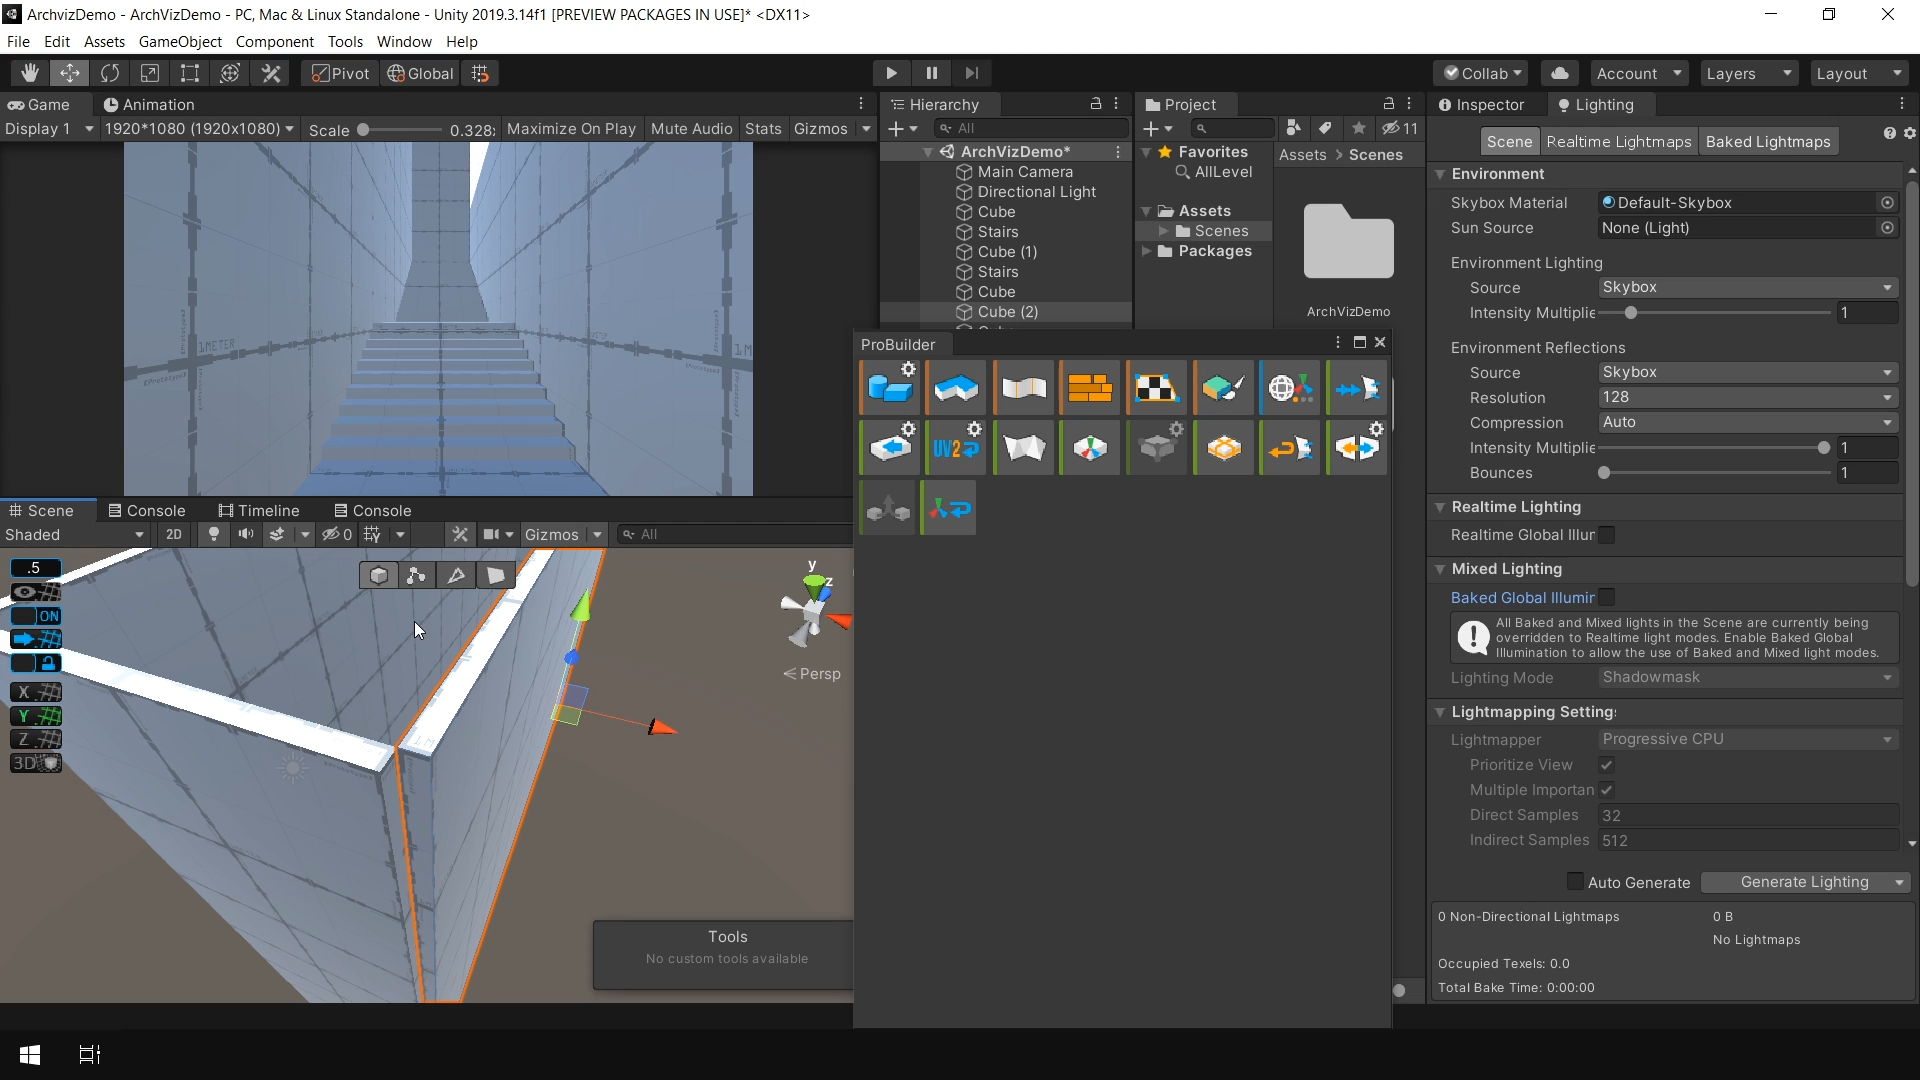 ArchvizDemo - ArchVizDemo - PC, Mac & Linux Standalone - Unity 2019.3.14f1 [PREVIEW PACKAGES IN USE]* <DX11>
File Edit Assets GameObject Component Tools Window Help
Pivot Global Collab Account Layers Layout
Game Animation
Display 1 1920*1080 (1920x1080) Scale 0.328: Maximize On Play Mute Audio Stats Gizmos
1METER
[Prototype]
1M
Scene Console Timeline Console
Shaded 2D 0 Gizmos All
.5
ON
X
Y
Z
3D
y
z
Persp
1M
Tools
No custom tools available
Hierarchy
All
ArchVizDemo*
Main Camera
Directional Light
Cube
Stairs
Cube (1)
Stairs
Cube
Cube (2)
Project
11
Favorites
AllLevel
Assets
Scenes
Packages
Assets > Scenes
ArchVizDemo
ProBuilder
UV2
Inspector Lighting
Scene Realtime Lightmaps Baked Lightmaps
Environment
Skybox Material Default-Skybox
Sun Source None (Light)
Environment Lighting
Source Skybox
Intensity Multiplie 1
Environment Reflections
Source Skybox
Resolution 128
Compression Auto
Intensity Multiplie 1
Bounces 1
Realtime Lighting
Realtime Global Illur
Mixed Lighting
Baked Global Illumir
All Baked and Mixed lights in the Scene are currently being
overridden to Realtime light modes. Enable Baked Global
Illumination to allow the use of Baked and Mixed light modes.
Lighting Mode Shadowmask
Lightmapping Setting:
Lightmapper Progressive CPU
Prioritize View
Multiple Importan
Direct Samples 32
Indirect Samples 512
Auto Generate Generate Lighting
0 Non-Directional Lightmaps 0 B
No Lightmaps
Occupied Texels: 0.0
Total Bake Time: 0:00:00